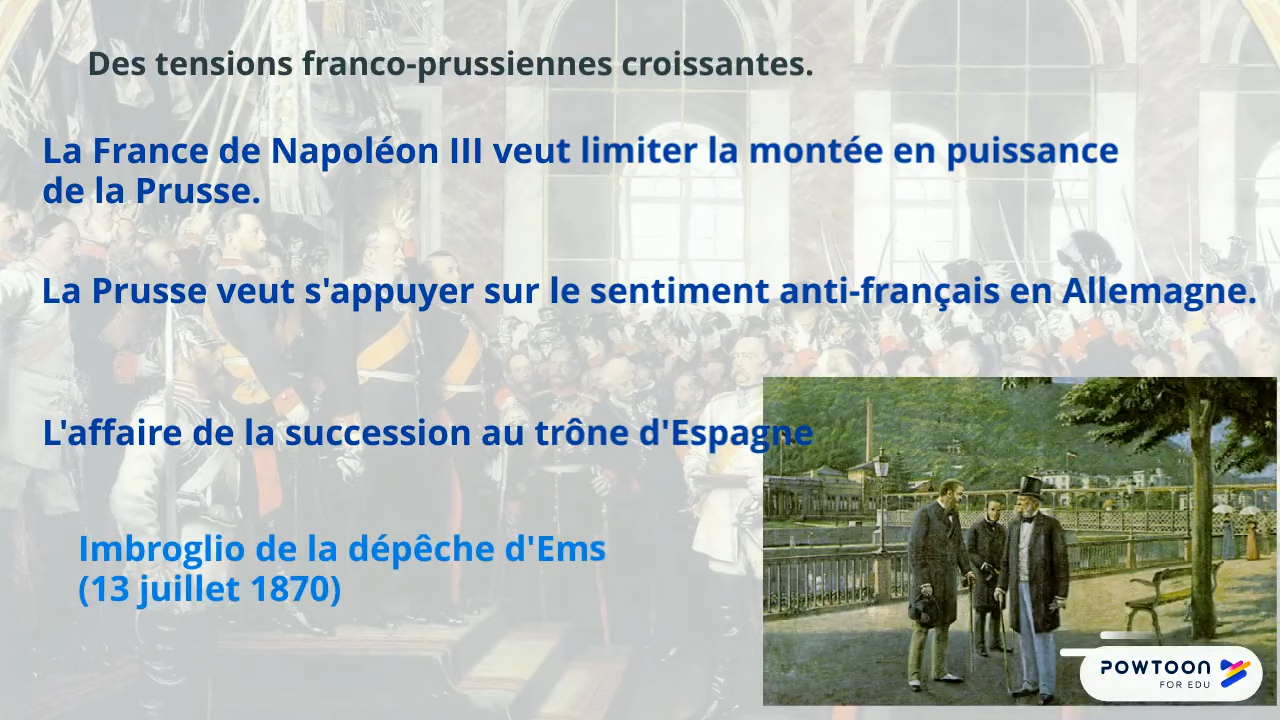 Des tensions franco-prussiennes croissantes.
La France de Napoléon III veut limiter la montée en puissance
de la Prusse.
La Prusse veut s'appuyer sur le sentiment anti-français en Allemagne.
L'affaire de la succession au trône d'Espagne
Imbroglio de la dépêche d'Ems
(13 juillet 1870)
POWTOON
FOR EDU